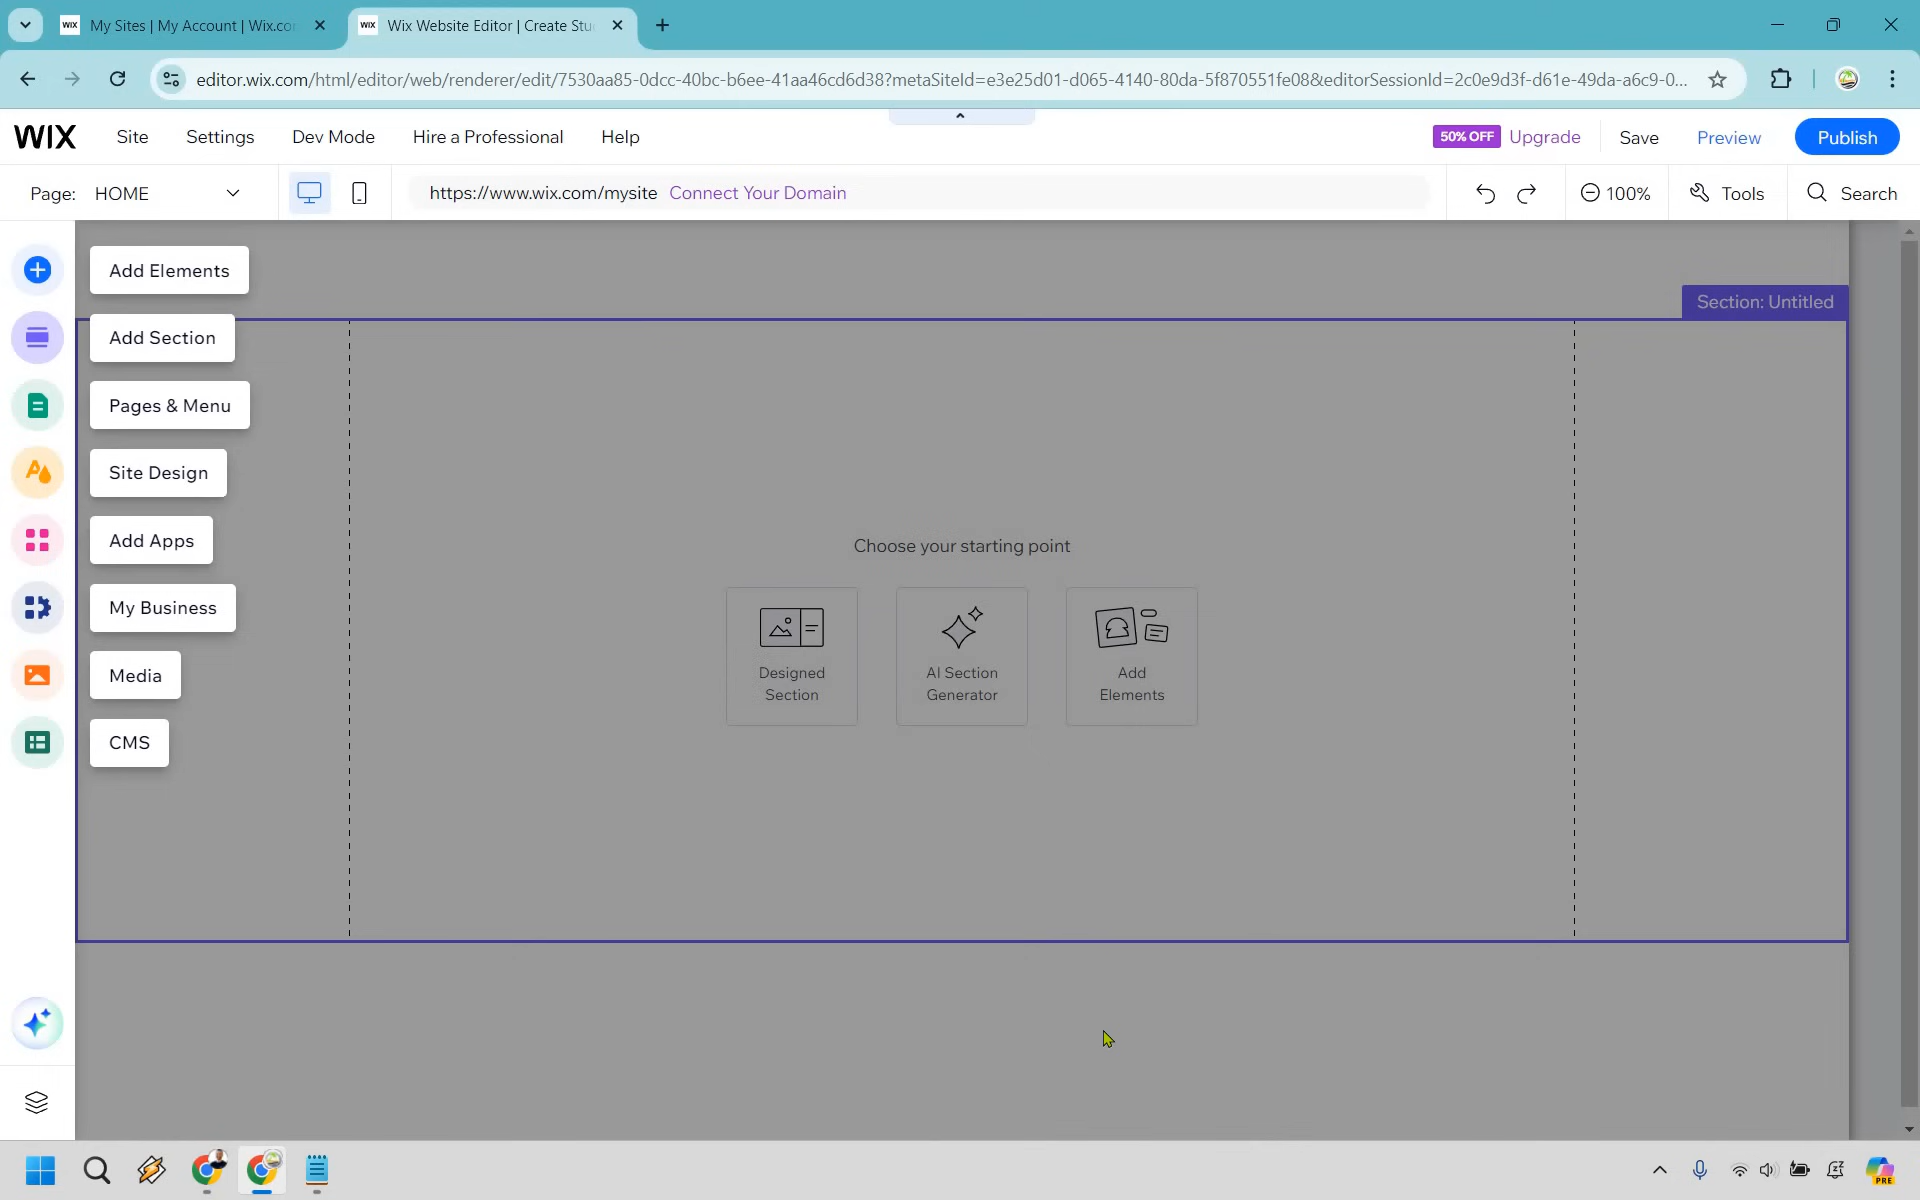 WIX My Sites | My Account | Wix.co
WIX Wix Website Editor | Create Stu
editor.wix.com/html/editor/web/renderer/edit/7530aa85-0dcc-40bc-b6ee-41aa46cd6d38?metaSiteId=e3e25d01-d065-4140-80da-5f870551fe08&editorSessionId=2c0e9d3f-d61e-49da-a6c9-0...
WIX Site Settings Dev Mode Hire a Professional Help 50% OFF Upgrade Save Preview Publish
Page: HOME https://www.wix.com/mysite Connect Your Domain 100% Tools Search
Add Elements
Section: Untitled
Add Section
Pages & Menu
Site Design
Add Apps
My Business
Media
CMS
Choose your starting point
Designed
Section
AI Section
Generator
Add
Elements
PRE